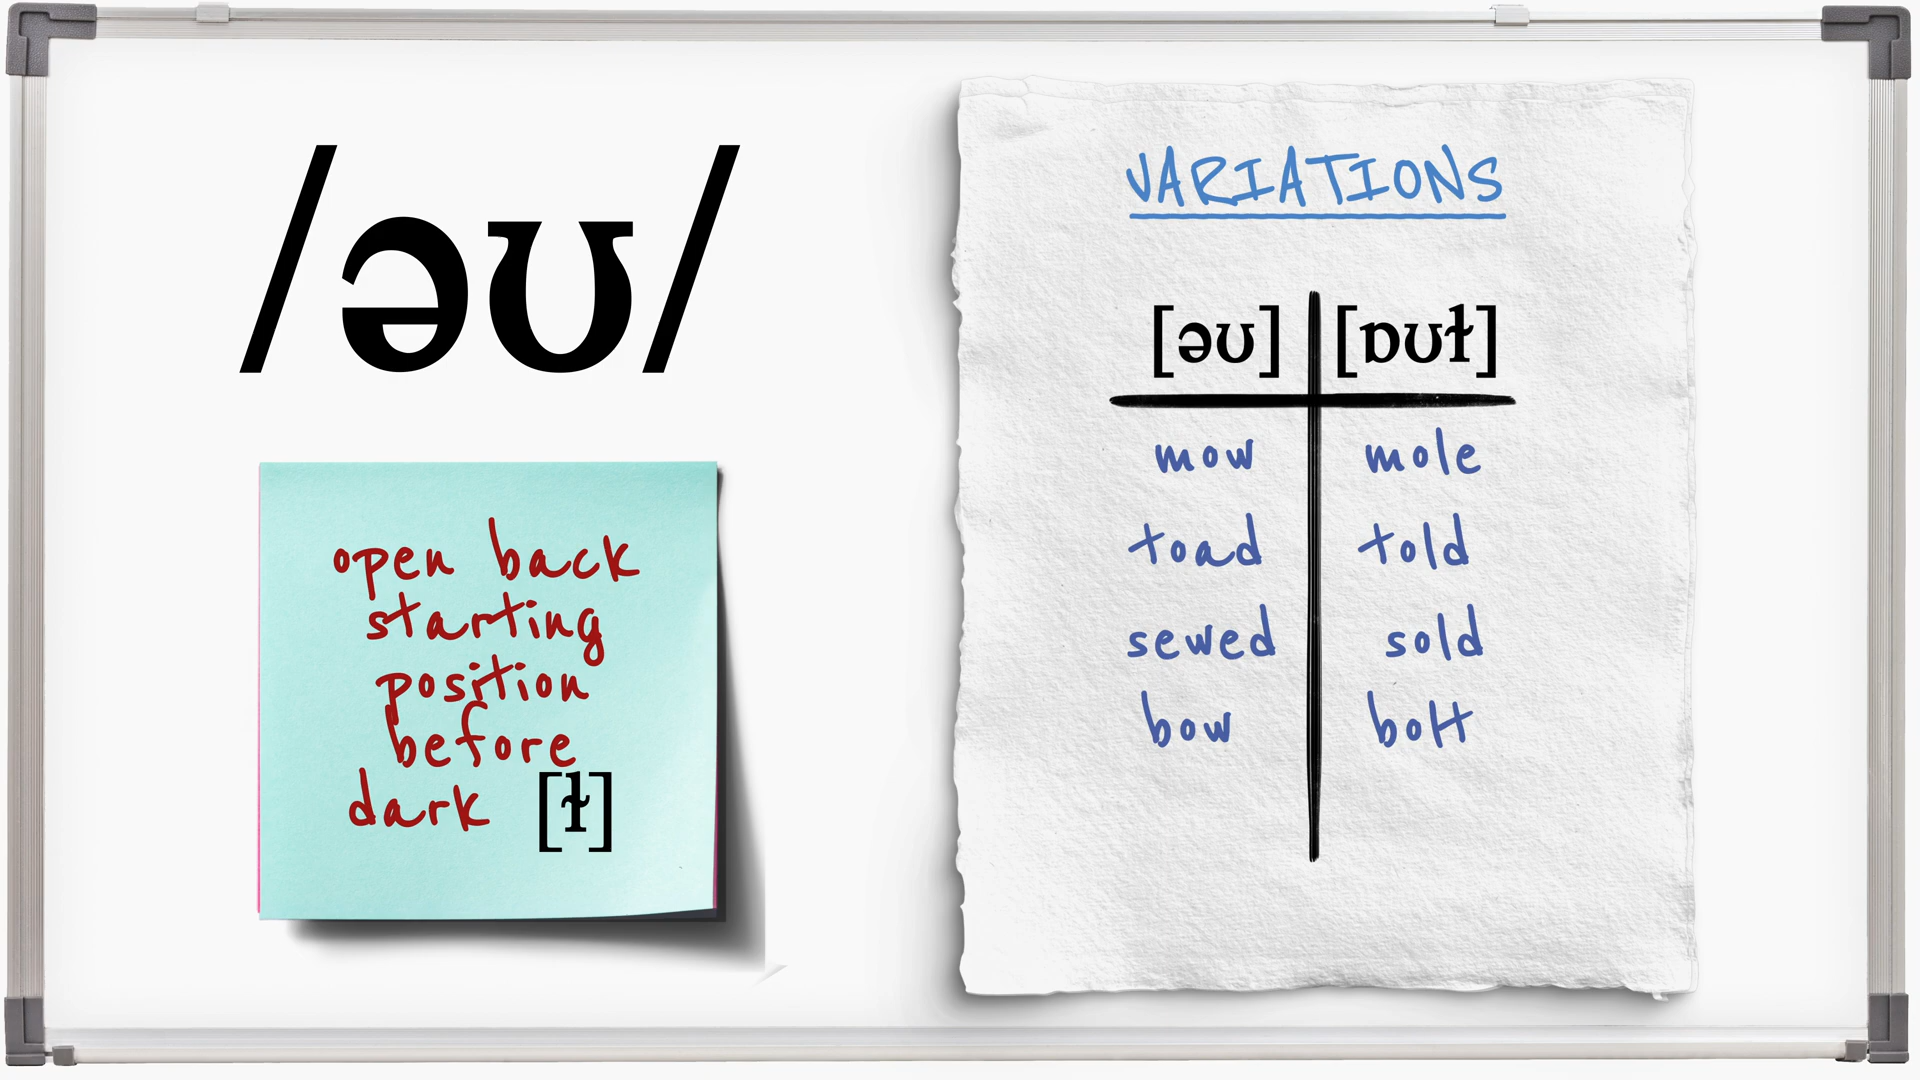 /əʊ/
open back
starting
position
before
dark [ɫ]
VARIATIONS
[əʊ] [ɒʊɫ]
mow mole
toad told
sewed sold
bow bolt